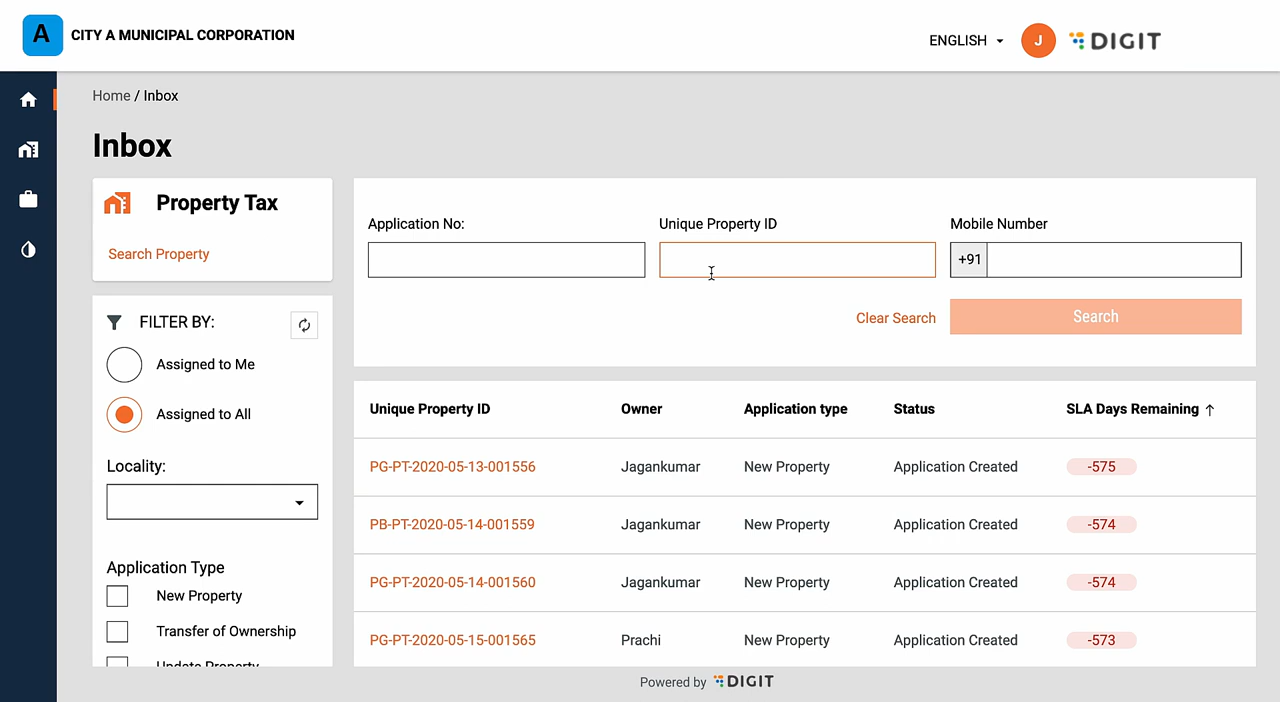 A CITY A MUNICIPAL CORPORATION
ENGLISH
J
DIGIT
Home / Inbox
Inbox
Property Tax
Search Property
FILTER BY:
Assigned to Me
Assigned to All
Locality:
Application Type
New Property
Transfer of Ownership
Update Property
Application No:
Unique Property ID
Mobile Number
+91
Clear Search
Search
Unique Property ID Owner Application type Status SLA Days Remaining ↑
PG-PT-2020-05-13-001556 Jagankumar New Property Application Created -575
PB-PT-2020-05-14-001559 Jagankumar New Property Application Created -574
PG-PT-2020-05-14-001560 Jagankumar New Property Application Created -574
PG-PT-2020-05-15-001565 Prachi New Property Application Created -573
Powered by DIGIT